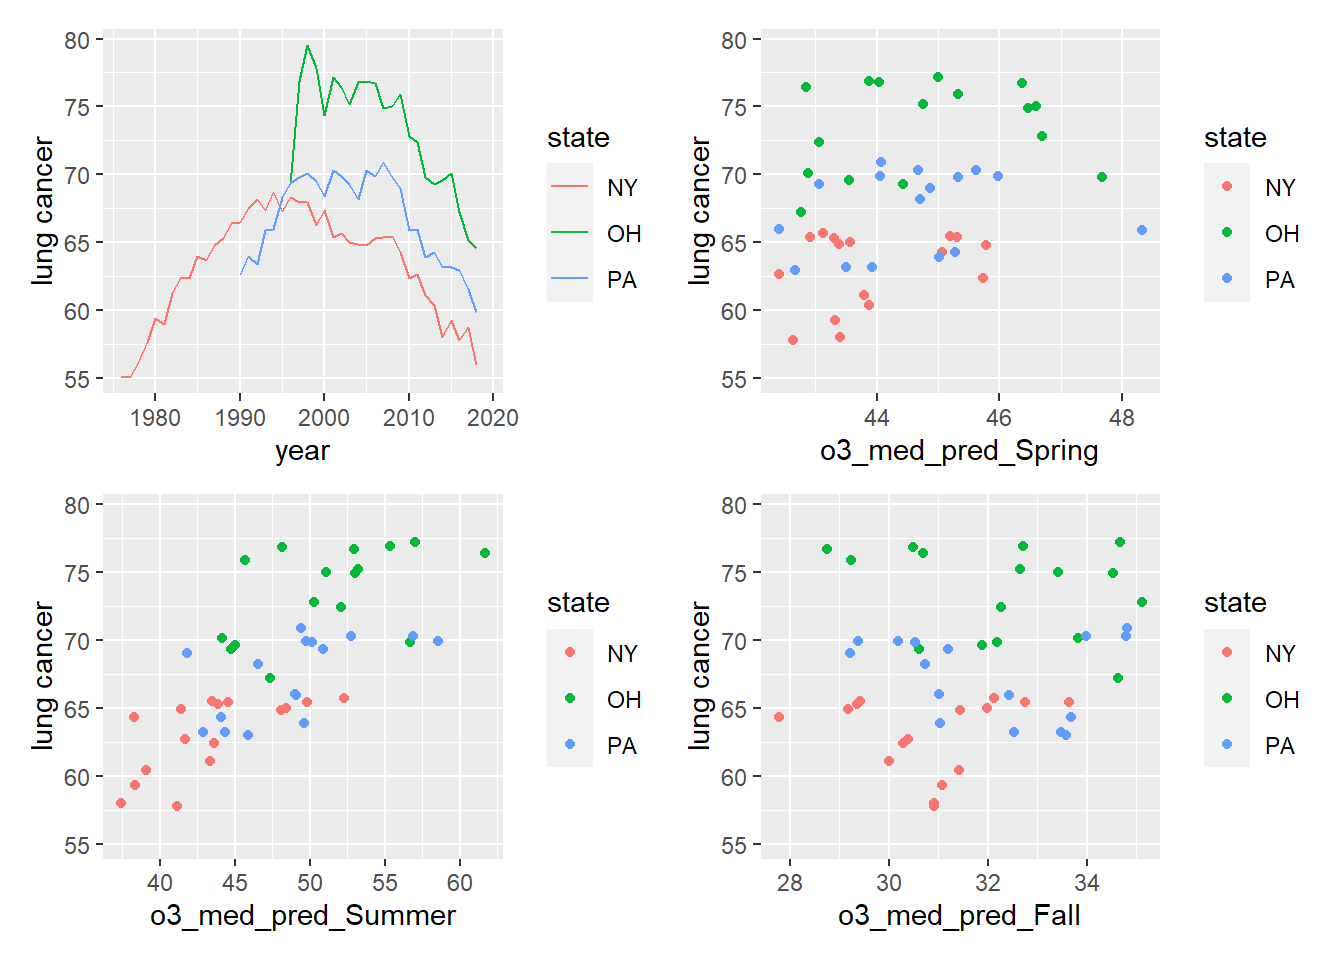 80
75
70
65
60
55
lung cancer
1980 1990 2000 2010 2020
year
state
NY
OH
PA
80
75
70
65
60
55
lung cancer
44 46 48
o3_med_pred_Spring
state
NY
OH
PA
80
75
70
65
60
55
lung cancer
40 45 50 55 60
o3_med_pred_Summer
state
NY
OH
PA
80
75
70
65
60
55
lung cancer
28 30 32 34
o3_med_pred_Fall
state
NY
OH
PA